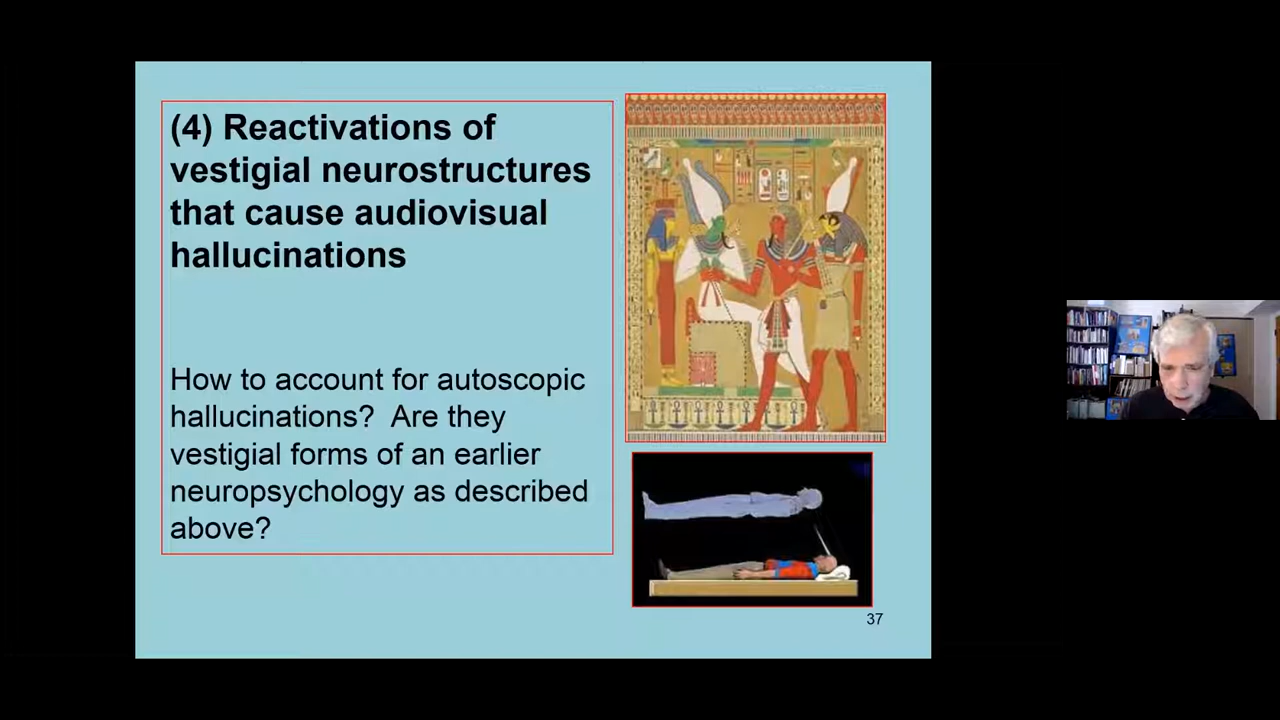 (4) Reactivations of
vestigial neurostructures
that cause audiovisual
hallucinations
How to account for autoscopic
hallucinations?  Are they
vestigial forms of an earlier
neuropsychology as described
above?
37